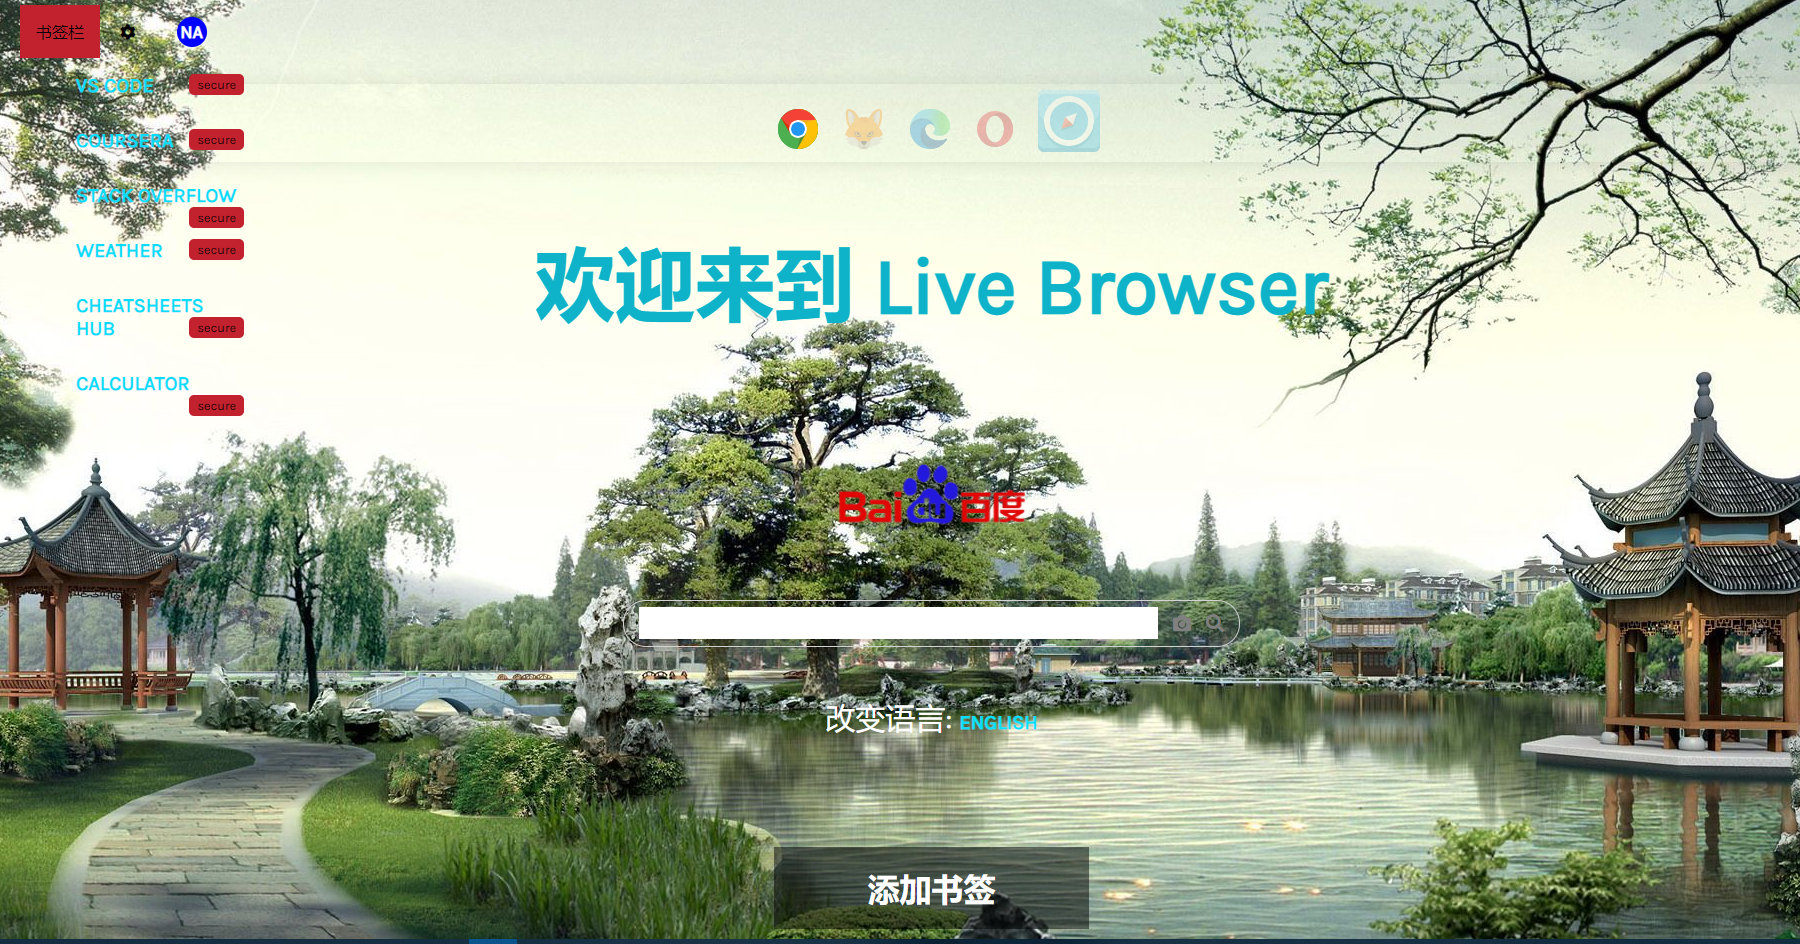 书签栏
NA
VS CODE
secure
COURSERA
secure
STACK OVERFLOW
secure
WEATHER
secure
CHEATSHEETS
HUB
secure
CALCULATOR
secure
欢迎来到 Live Browser
Bai du 百度
改变语言: ENGLISH
添加书签